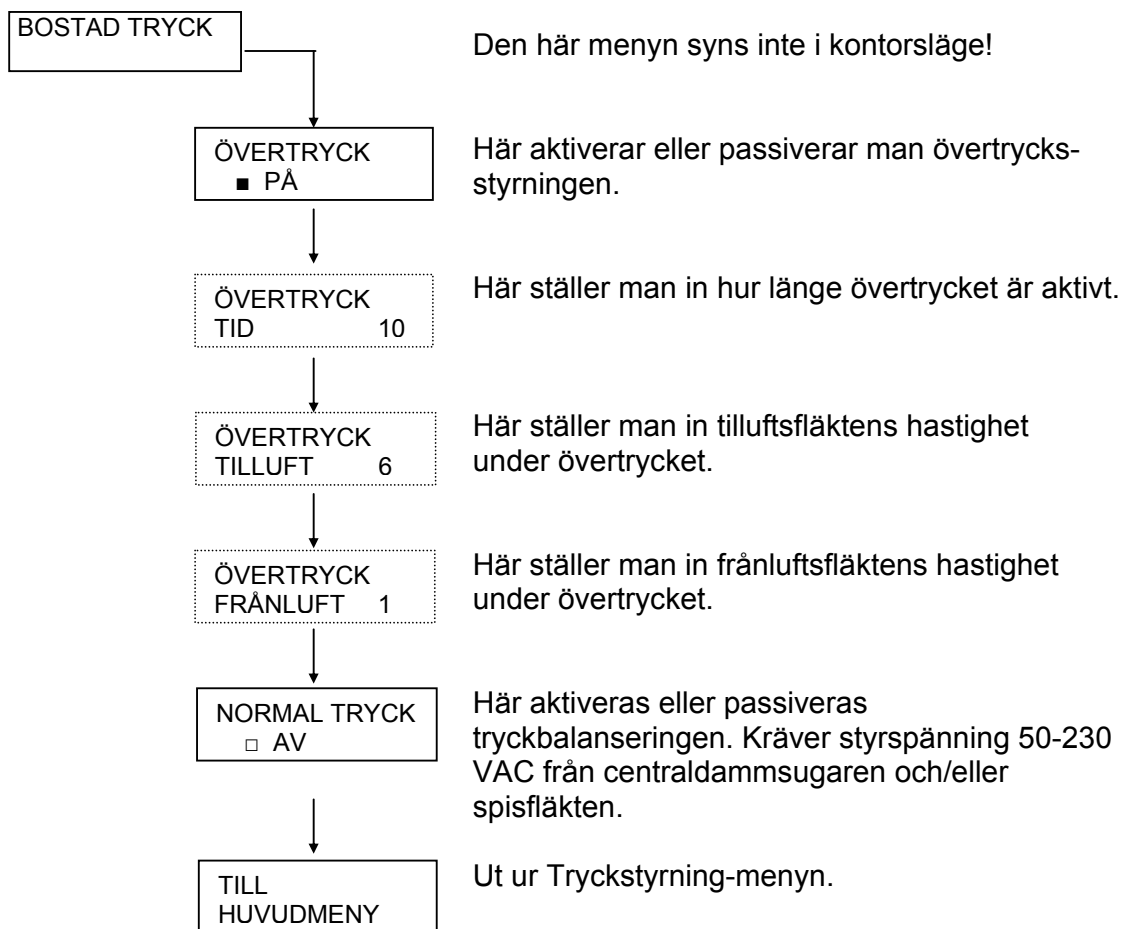 BOSTAD TRYCK
Den här menyn syns inte i kontorsläge!
ÖVERTRYCK
■ PÅ
Här aktiverar eller passiverar man övertrycks-
styrningen.
ÖVERTRYCK
TID 10
Här ställer man in hur länge övertrycket är aktivt.
ÖVERTRYCK
TILLUFT 6
Här ställer man in tilluftsfläktens hastighet
under övertrycket.
ÖVERTRYCK
FRÅNLUFT 1
Här ställer man in frånluftsfläktens hastighet
under övertrycket.
NORMAL TRYCK
□ AV
Här aktiveras eller passiveras
tryckbalanseringen. Kräver styrspänning 50-230
VAC från centraldammsugaren och/eller
spisfläkten.
TILL
HUVUDMENY
Ut ur Tryckstyrning-menyn.